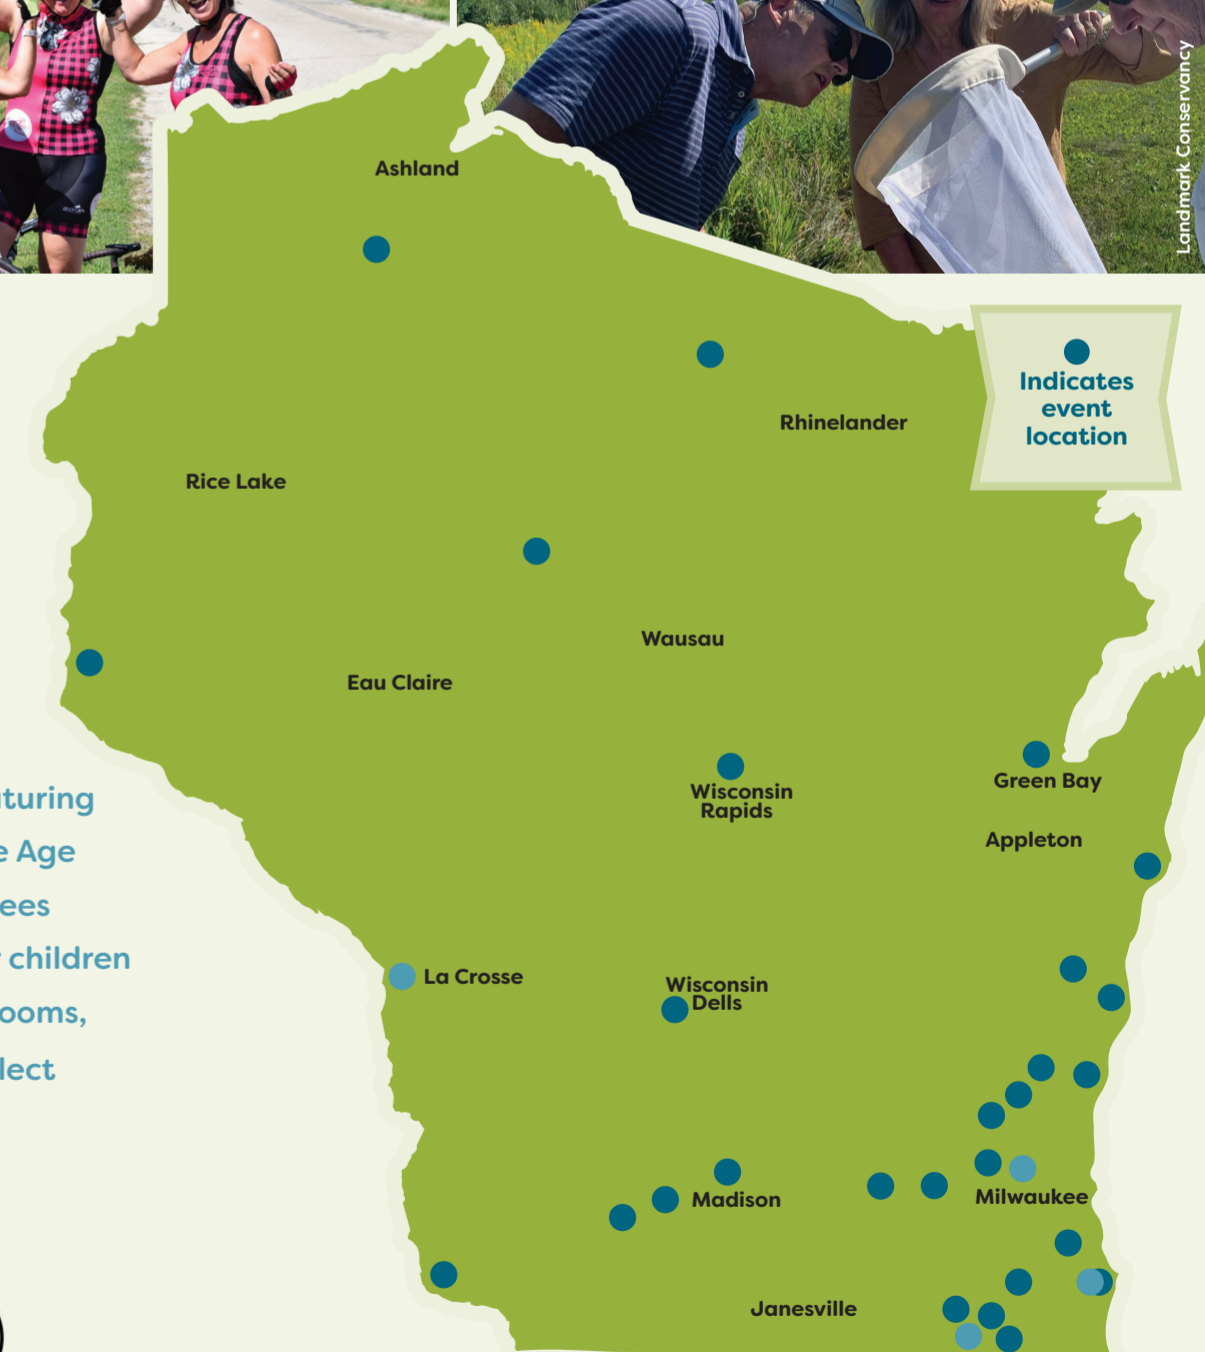 Landmark Conservancy
Ashland
Indicates
event
location
Rhinelander
Rice Lake
Wausau
Eau Claire
Wisconsin
Rapids
Green Bay
Appleton
turing
e Age
ees
children
ooms,
lect
La Crosse
Wisconsin
Dells
Madison
Milwaukee
Janesville